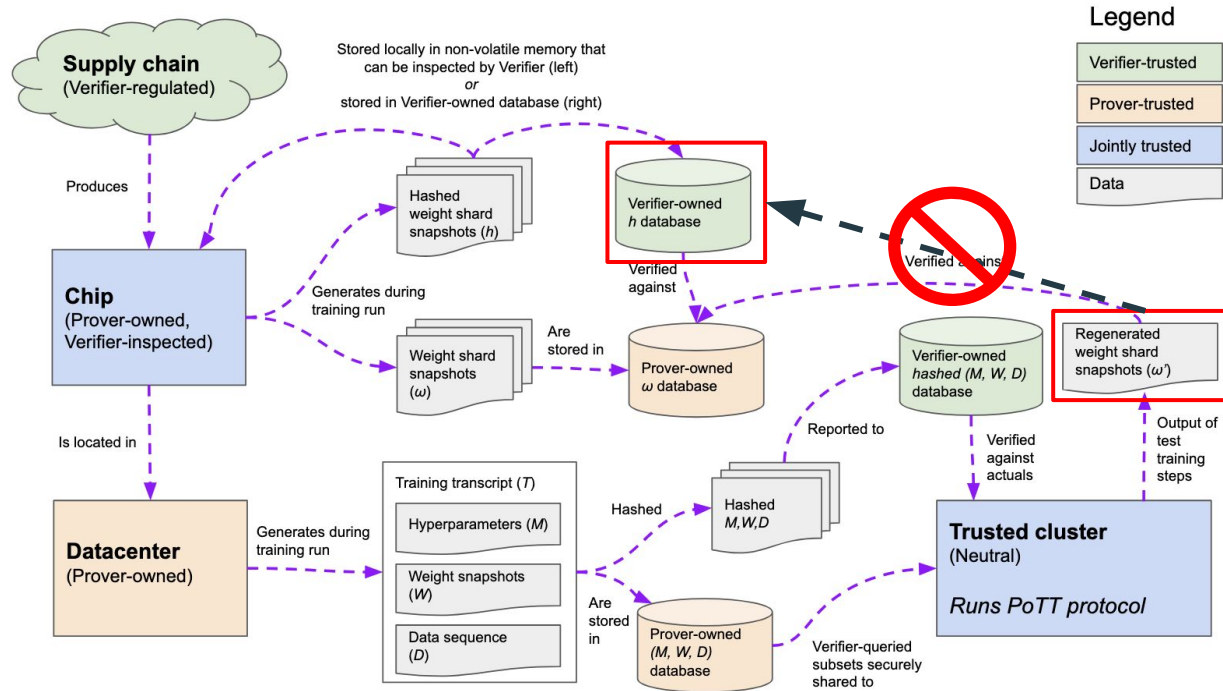 Legend
Verifier-trusted
Prover-trusted
Jointly trusted
Data
Supply chain
(Verifier-regulated)
Stored locally in non-volatile memory that
can be inspected by Verifier (left)
or
stored in Verifier-owned database (right)
Produces
Hashed
weight shard
snapshots (h)
Verifier-owned
h database
Verified against
Verified
against
Chip
(Prover-owned,
Verifier-inspected)
Generates during
training run
Weight shard
snapshots (ω)
Are
stored in
Prover-owned
ω database
Verifier-owned
hashed (M, W, D)
database
Regenerated
weight shard
snapshots (ω’)
Is located in
Reported to
Verified
against
actuals
Output of
test
training
steps
Datacenter
(Prover-owned)
Generates during
training run
Training transcript (T)
Hyperparameters (M)
Weight snapshots
(W)
Data sequence
(D)
Hashed
Hashed
M,W,D
Are
stored
in
Prover-owned
(M, W, D)
database
Verifier-queried
subsets securely
shared to
Trusted cluster
(Neutral)
Runs PoTT protocol